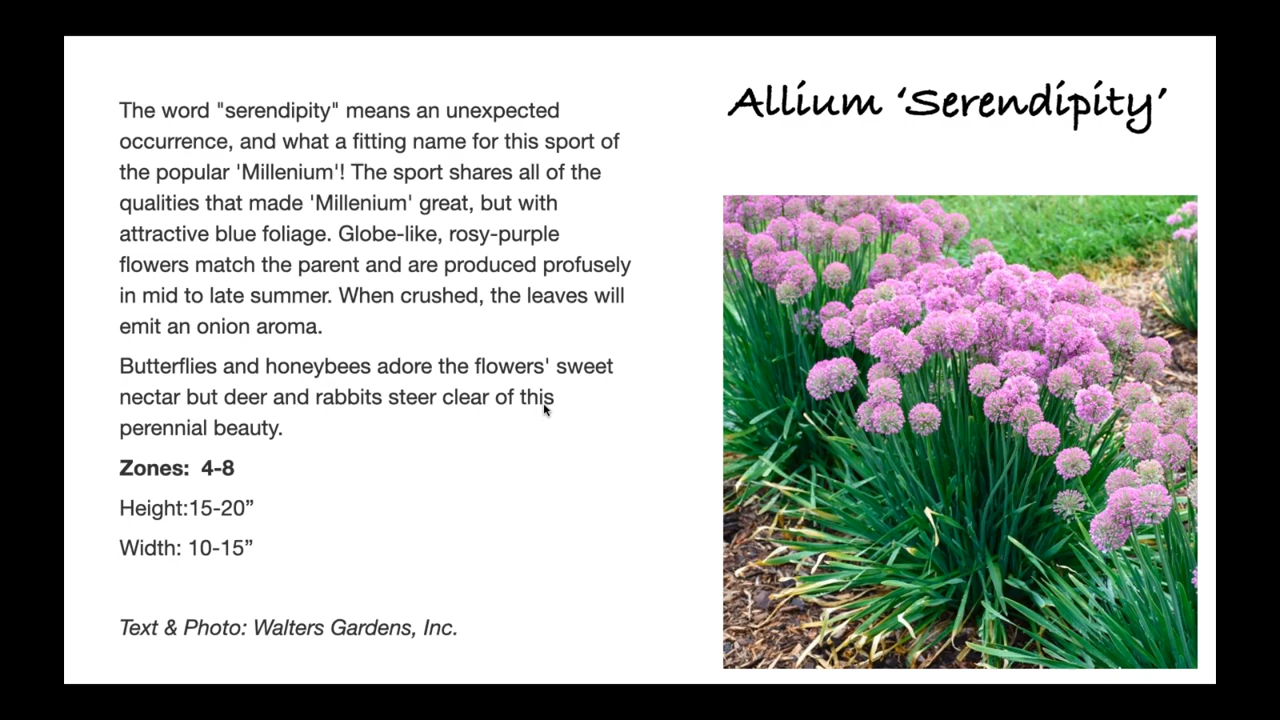 Allium ‘Serendipity’
The word "serendipity" means an unexpected
occurrence, and what a fitting name for this sport of
the popular 'Millenium'! The sport shares all of the
qualities that made 'Millenium' great, but with
attractive blue foliage. Globe-like, rosy-purple
flowers match the parent and are produced profusely
in mid to late summer. When crushed, the leaves will
emit an onion aroma.
Butterflies and honeybees adore the flowers' sweet
nectar but deer and rabbits steer clear of this
perennial beauty.
Zones:  4-8
Height:15-20”
Width: 10-15”
Text & Photo: Walters Gardens, Inc.